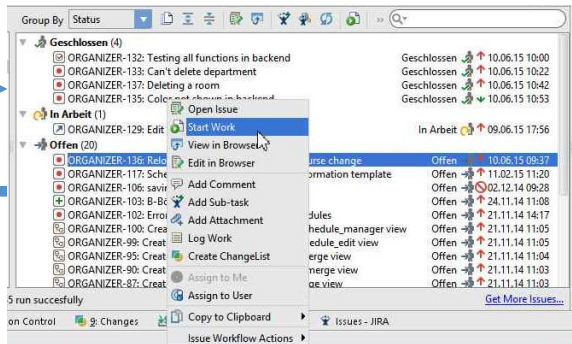 Group By Status
Geschlossen (4)
ORGANIZER-132: Testing all functions in backend Geschlossen 10.06.15 10:00
ORGANIZER-133: Can't delete department Geschlossen 10.06.15 10:22
ORGANIZER-137: Deleting a room Geschlossen 10.06.15 10:42
ORGANIZER-135: Color not shown in backend Geschlossen 10.06.15 10:53
In Arbeit (1)
ORGANIZER-129: Edit In Arbeit 09.06.15 17:56
Offen (20)
ORGANIZER-136: Relo urse change Offen 10.06.15 09:37
ORGANIZER-117: Sche ormation template Offen 11.02.15 11:20
ORGANIZER-106: savin Offen 02.12.14 09:28
ORGANIZER-103: B-Bo Offen 24.11.14 11:08
ORGANIZER-102: Error dules Offen 21.11.14 14:17
ORGANIZER-100: Crea hedule_manager view Offen 21.11.14 11:05
ORGANIZER-99: Creat edule_edit view Offen 21.11.14 11:05
ORGANIZER-95: Creat erge view Offen 21.11.14 11:04
ORGANIZER-90: Creat merge view Offen 21.11.14 11:03
ORGANIZER-87: Creat ge view Offen 21.11.14 11:03
Open Issue
Start Work
View in Browser
Edit in Browser
Add Comment
Add Sub-task
Add Attachment
Log Work
Create ChangeList
Assign to Me
Assign to User
Copy to Clipboard
Issue Workflow Actions
5 run succesfully Get More Issues...
on Control 9: Changes Issues - JIRA